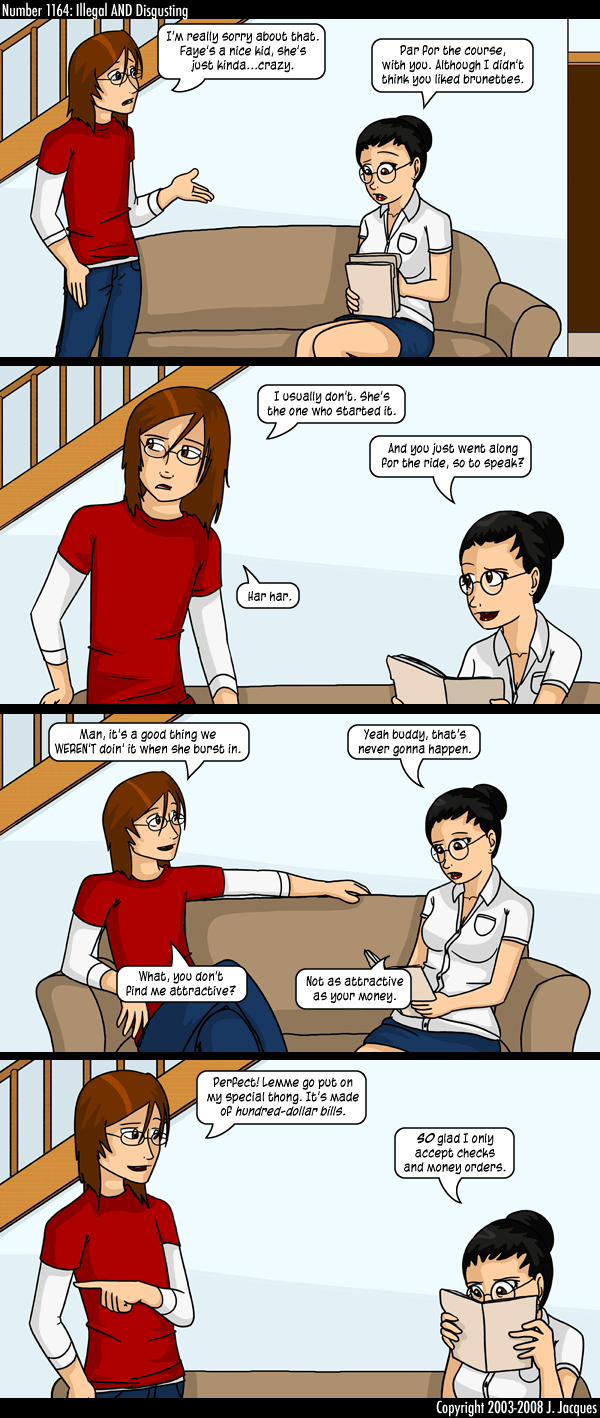 Number 1164: Illegal AND Disgusting
I'm really sorry about that.
Faye's a nice kid, she's
just kinda...crazy.
Par for the course,
with you. Although I didn't
think you liked brunettes.
I usually don't. She's
the one who started it.
And you just went along
for the ride, so to speak?
Har har.
Man, it's a good thing we
WEREN'T doin' it when she burst in.
Yeah buddy, that's
never gonna happen.
What, you don't
find me attractive?
Not as attractive
as your money.
Perfect! Lemme go put on
my special thong. It's made
of hundred-dollar bills.
SO glad I only
accept checks
and money orders.
Copyright 2003-2008 J. Jacques